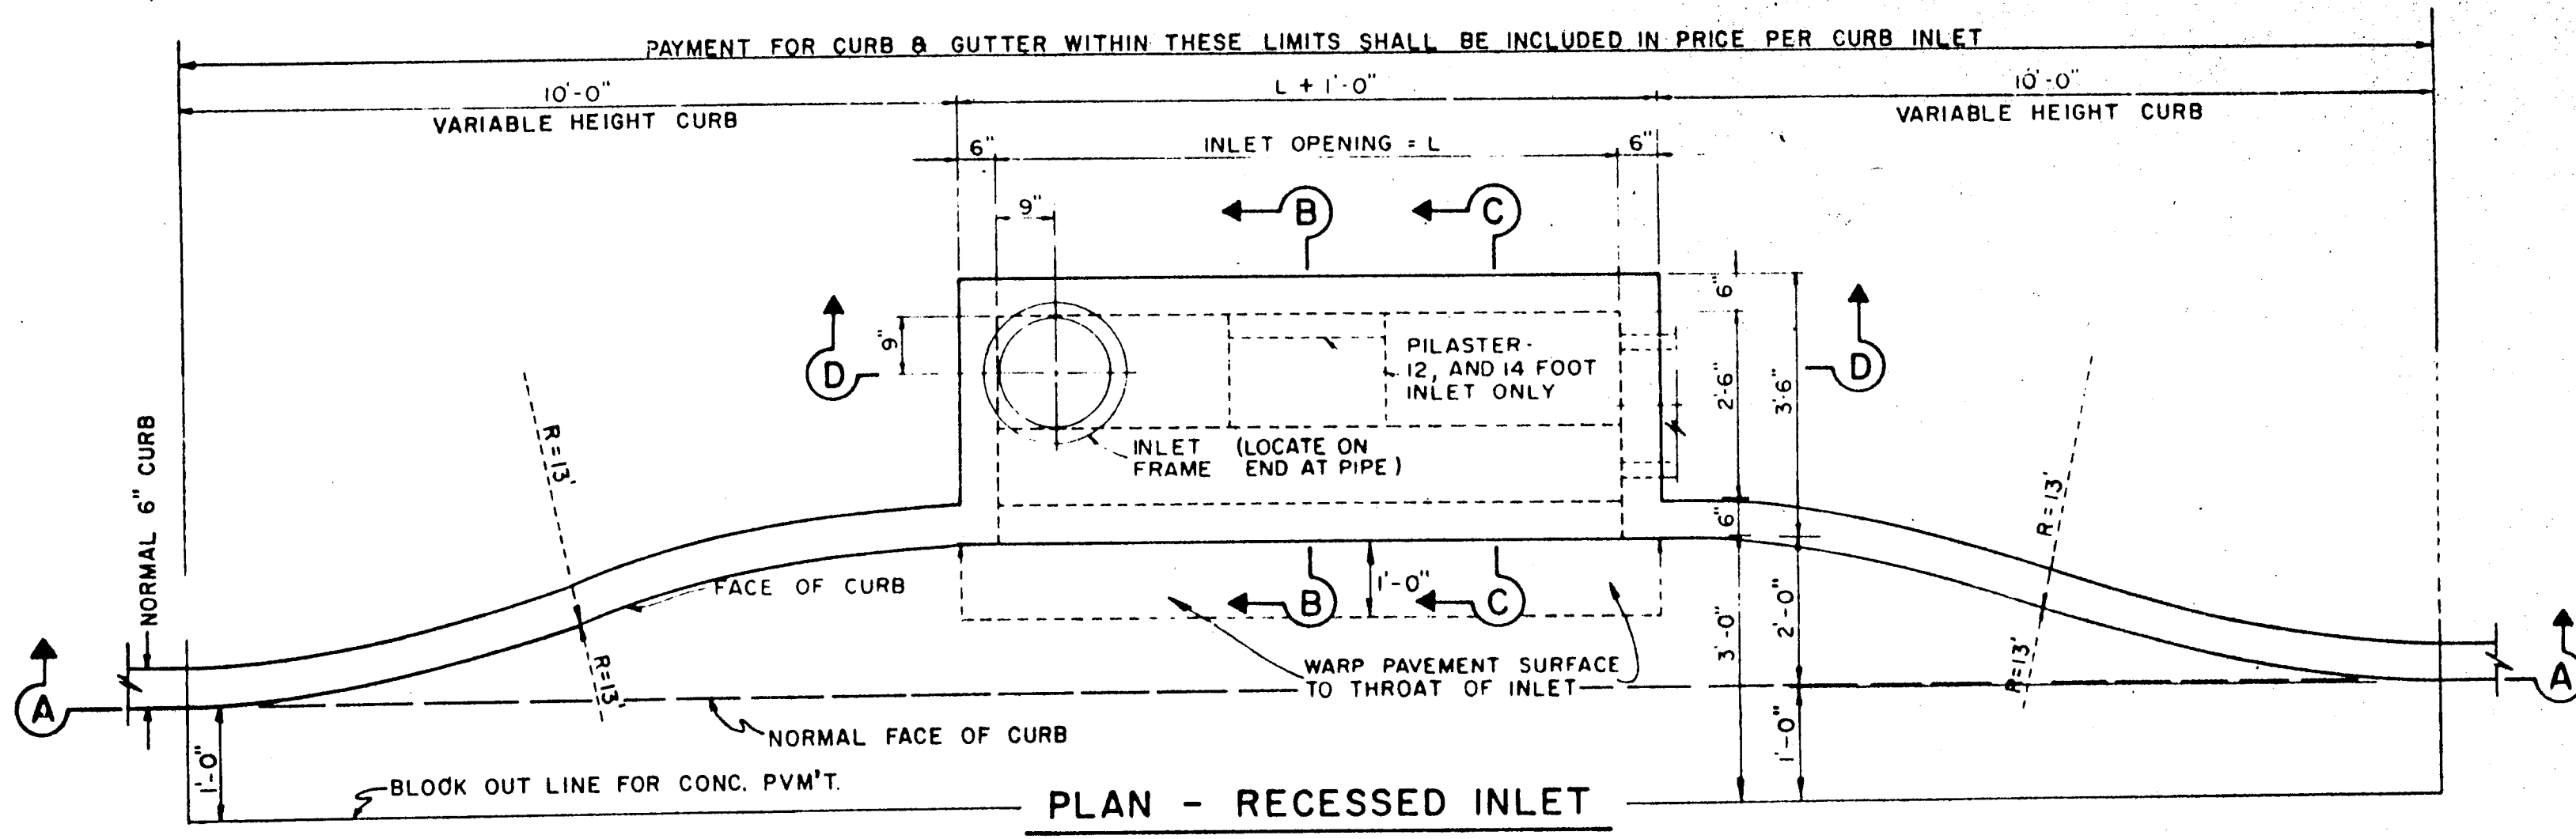 PAYMENT FOR CURB & GUTTER WITHIN THESE LIMITS SHALL BE INCLUDED IN PRICE PER CURB INLET
10'-0"
L + 1'-0"
10'-0"
VARIABLE HEIGHT CURB
VARIABLE HEIGHT CURB
6"
INLET OPENING = L
6"
9"
B
C
6"
9"
D
PILASTER-
12, AND 14 FOOT
INLET ONLY
2'-6"
3'-6"
D
NORMAL 6" CURB
R=13'
INLET
FRAME
(LOCATE ON
END AT PIPE)
R=13'
6"
FACE OF CURB
1'-0"
B
C
A
R=13'
WARP PAVEMENT SURFACE
TO THROAT OF INLET
3'-0"
2'-0"
R=13'
A
NORMAL FACE OF CURB
1'-0"
1'-0"
BLOOK OUT LINE FOR CONC. PVM'T.
PLAN - RECESSED INLET